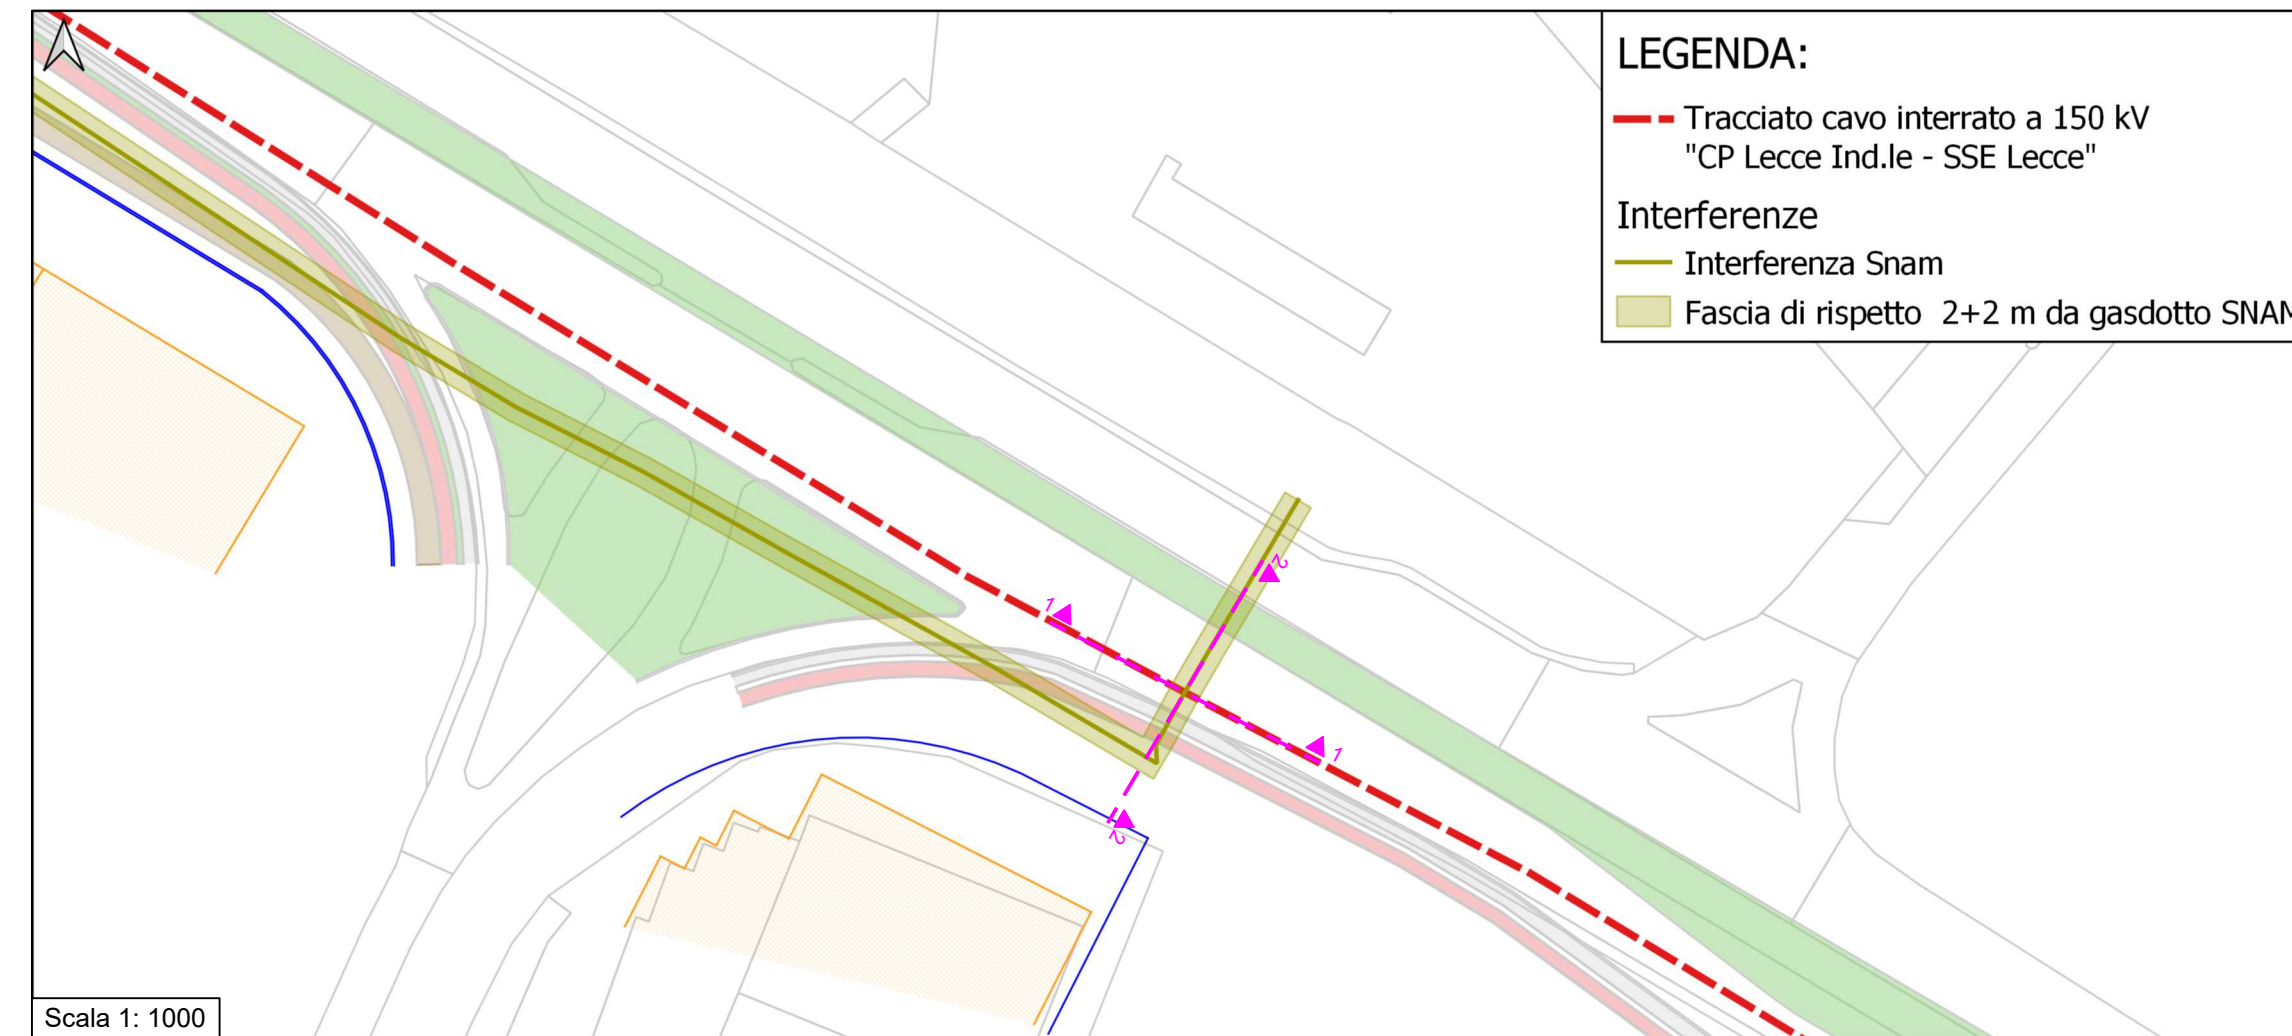 LEGENDA:
Tracciato cavo interrato a 150 kV
"CP Lecce Ind.le - SSE Lecce"
Interferenze
Interferenza Snam
Fascia di rispetto 2+2 m da gasdotto SNAM
2
1
1
2
Scala 1: 1000